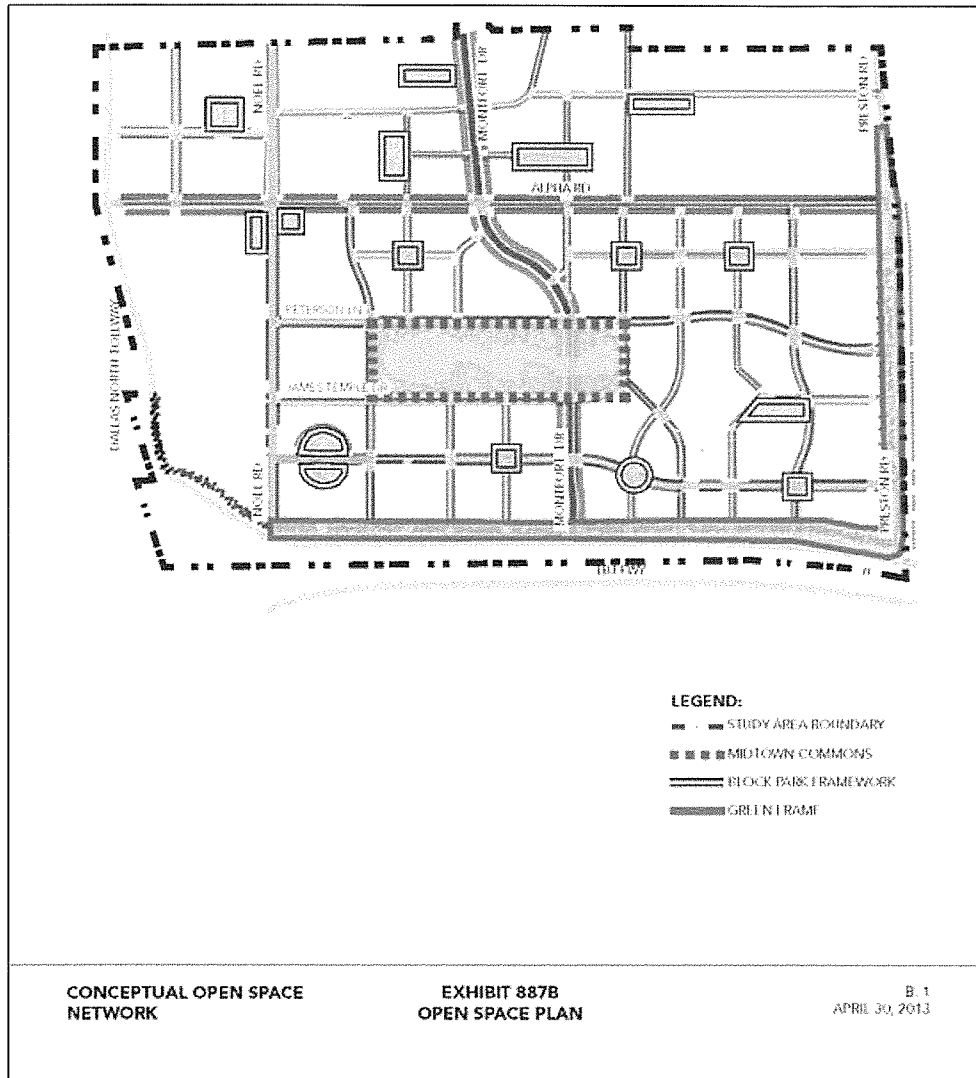 NOEL RD
MONTFORT DR
PRESTON RD
ALPHA RD
DALLAS NORTH TOLLWAY
PETERSON LN
JAMES TEMPLE DR
NOEL RD
MONTFORT DR
PRESTON RD
LEGEND:
STUDY AREA BOUNDARY
MIDTOWN COMMONS
BLOCK PARK FRAMEWORK
GREEN FRAME
CONCEPTUAL OPEN SPACE
NETWORK
EXHIBIT 887B
OPEN SPACE PLAN
B. 1
APRIL 30, 2013